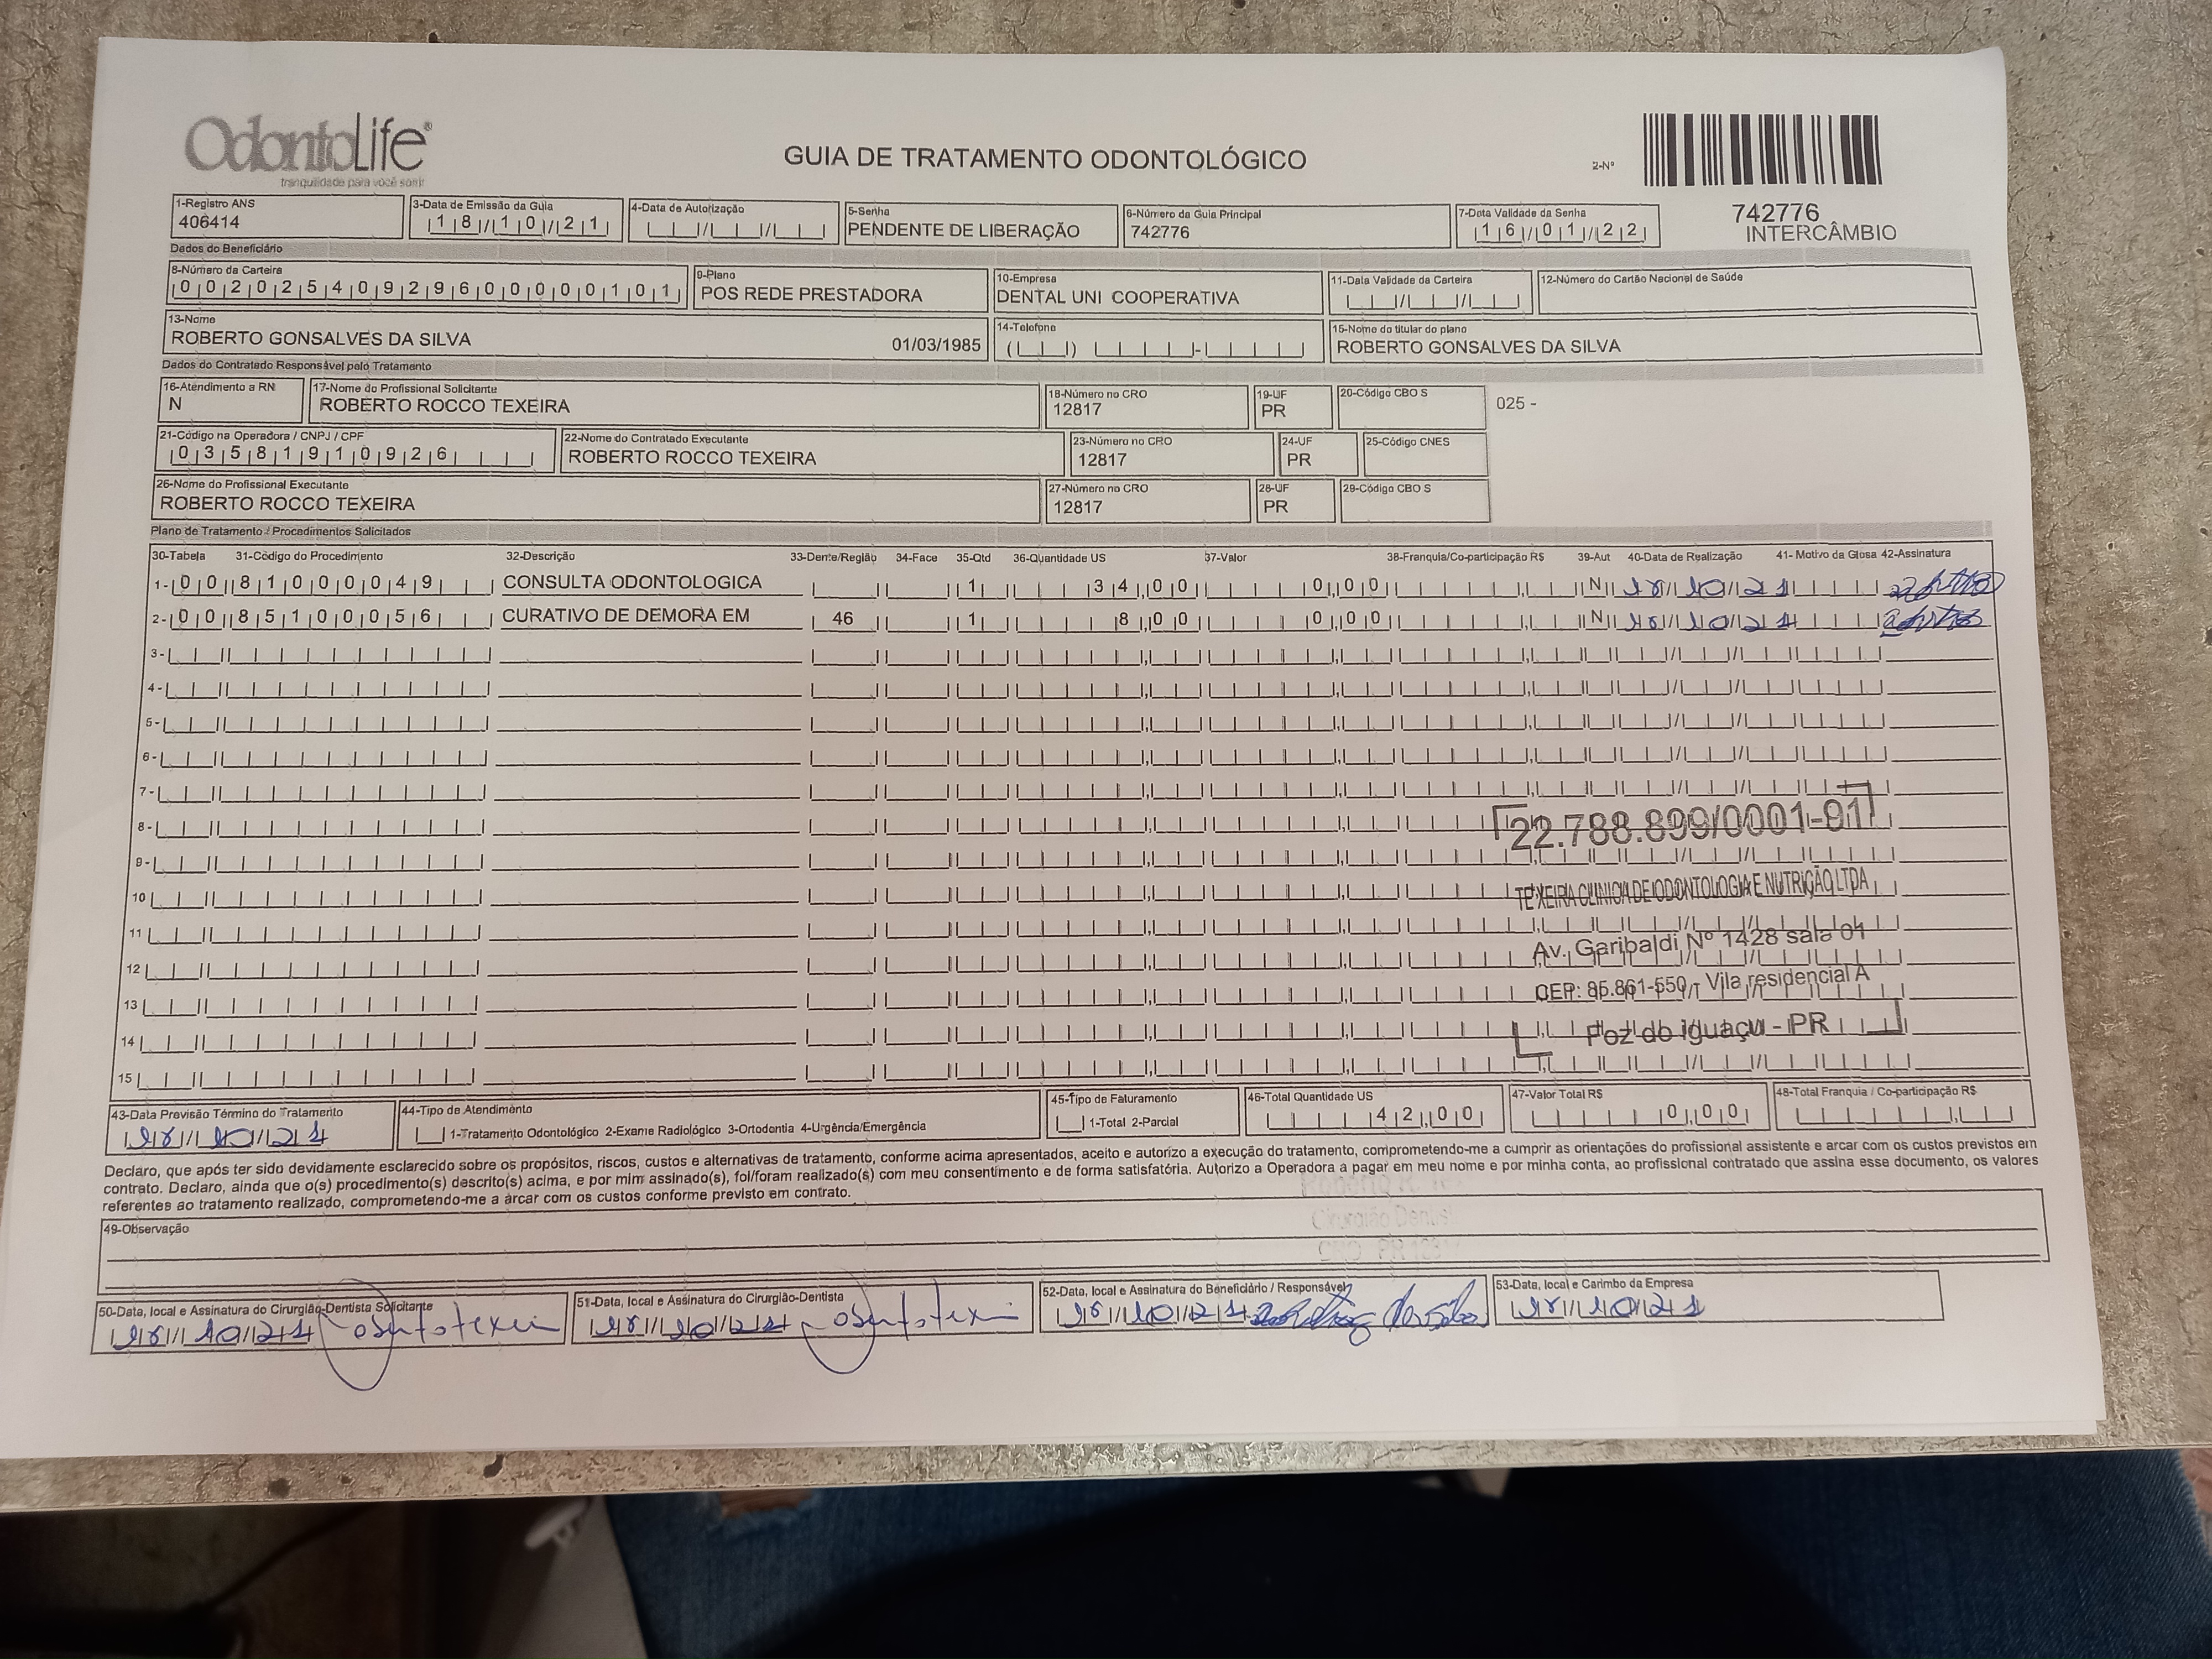 OdontoLife®
tranquilidade para você sorrir
GUIA DE TRATAMENTO ODONTOLÓGICO
2-Nº
742776
INTERCÂMBIO
1-Registro ANS
406414
3-Data de Emissão da Guia
18/10/21
4-Data de Autorização
5-Senha
PENDENTE DE LIBERAÇÃO
6-Número da Guia Principal
742776
7-Data Validade da Senha
16/01/22
Dados do Beneficiário
8-Número da Carteira
00202540929600000101
9-Plano
POS REDE PRESTADORA
10-Empresa
DENTAL UNI COOPERATIVA
11-Data Validade da Carteira
12-Número do Cartão Nacional de Saúde
13-Nome
ROBERTO GONSALVES DA SILVA 01/03/1985
14-Telefone
15-Nome do titular do plano
ROBERTO GONSALVES DA SILVA
Dados do Contratado Responsável pelo Tratamento
16-Atendimento a RN
N
17-Nome do Profissional Solicitante
ROBERTO ROCCO TEXEIRA
18-Número no CRO
12817
19-UF
PR
20-Código CBO S
025 -
21-Código na Operadora / CNPJ / CPF
03581910926
22-Nome do Contratado Executante
ROBERTO ROCCO TEXEIRA
23-Número no CRO
12817
24-UF
PR
25-Código CNES
26-Nome do Profissional Executante
ROBERTO ROCCO TEXEIRA
27-Número no CRO
12817
28-UF
PR
29-Código CBO S
Plano de Tratamento / Procedimentos Solicitados
30-Tabela 31-Código do Procedimento 32-Descrição 33-Dente/Região 34-Face 35-Qtd 36-Quantidade US 37-Valor 38-Franquia/Co-participação R$ 39-Aut 40-Data de Realização 41- Motivo da Glosa 42-Assinatura
1- 00 81000049 CONSULTA ODONTOLOGICA 1 34,00 0,00 N 18/10/21
2- 00 85100056 CURATIVO DE DEMORA EM 46 1 8,00 0,00 N 18/10/21
3-
4-
5-
6-
7-
8-
9-
10
11
12
13
14
15
22.788.899/0001-01
TEIXEIRA CLINICA DE ODONTOLOGIA E NUTRIÇÃO LTDA
Av. Garibaldi Nº 1428 sala 01
CEP: 85.861-550 Vila residencial A
Foz do Iguaçu - PR
43-Data Previsão Término do Tratamento
18/10/21
44-Tipo de Atendimento
1-Tratamento Odontológico 2-Exame Radiológico 3-Ortodontia 4-Urgência/Emergência
45-Tipo de Faturamento
1-Total 2-Parcial
46-Total Quantidade US
42,00
47-Valor Total R$
0,00
48-Total Franquia / Co-participação R$
Declaro, que após ter sido devidamente esclarecido sobre os propósitos, riscos, custos e alternativas de tratamento, conforme acima apresentados, aceito e autorizo a execução do tratamento, comprometendo-me a cumprir as orientações do profissional assistente e arcar com os custos previstos em
contrato. Declaro, ainda que o(s) procedimento(s) descrito(s) acima, e por mim assinado(s), foi/foram realizado(s) com meu consentimento e de forma satisfatória. Autorizo a Operadora a pagar em meu nome e por minha conta, ao profissional contratado que assina esse documento, os valores
referentes ao tratamento realizado, comprometendo-me a arcar com os custos conforme previsto em contrato.
Cirurgião Dentis
49-Observação
50-Data, local e Assinatura do Cirurgião-Dentista Solicitante
18/10/21
51-Data, local e Assinatura do Cirurgião-Dentista
18/10/21
52-Data, local e Assinatura do Beneficiário / Responsável
18/10/21
53-Data, local e Carimbo da Empresa
18/10/21